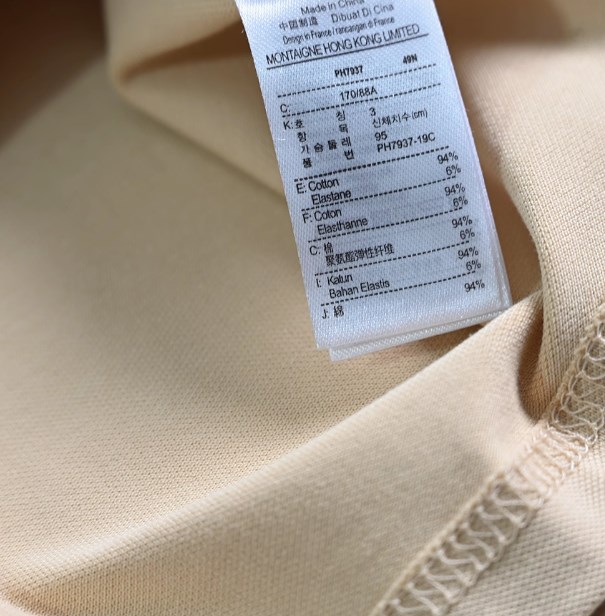 Made in China
中国制造 Dibuat Di Cina
Design in France / rancangan di France
MONTAIGNE HONG KONG LIMITED
PH7937 49N
C: 170/88A
K: 호 칭 3
항 목 신체치수(cm)
가 슴 둘 레 95
품 번 PH7937-19C
E: Cotton 94%
Elastane 6%
F: Coton 94%
Elasthanne 6%
C: 棉 94%
聚氨酯弹性纤维 6%
I: Katun 94%
Bahan Elastis 6%
J: 綿 94%